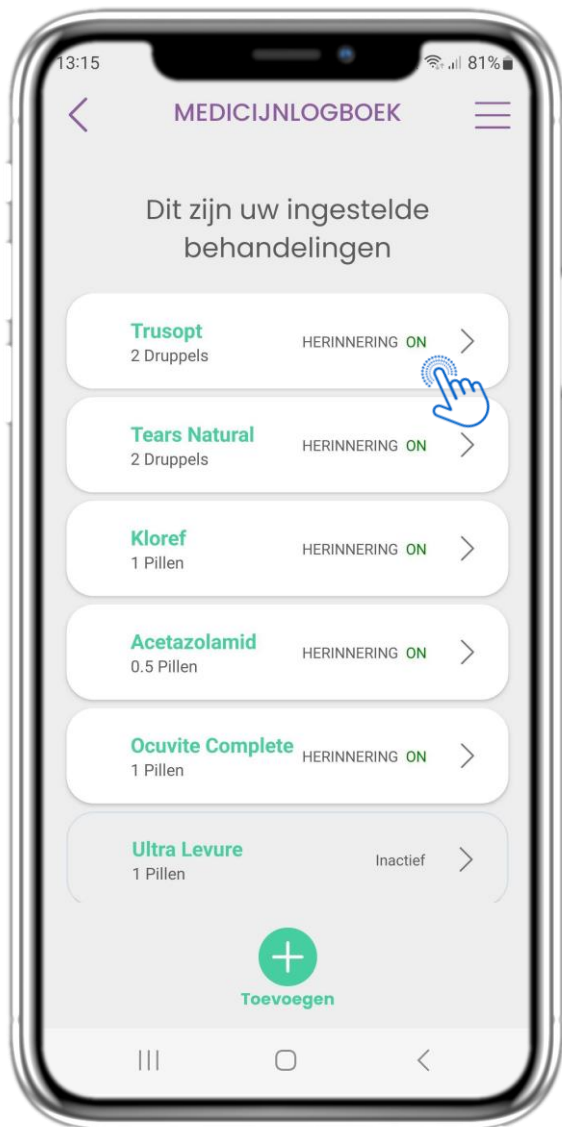 13:15 81%
MEDICIJNLOGBOEK
Dit zijn uw ingestelde
behandelingen
Trusopt
2 Druppels
HERINNERING ON
Tears Natural
2 Druppels
HERINNERING ON
Kloref
1 Pillen
HERINNERING ON
Acetazolamid
0.5 Pillen
HERINNERING ON
Ocuvite Complete
1 Pillen
HERINNERING ON
Ultra Levure
1 Pillen
Inactief
Toevoegen